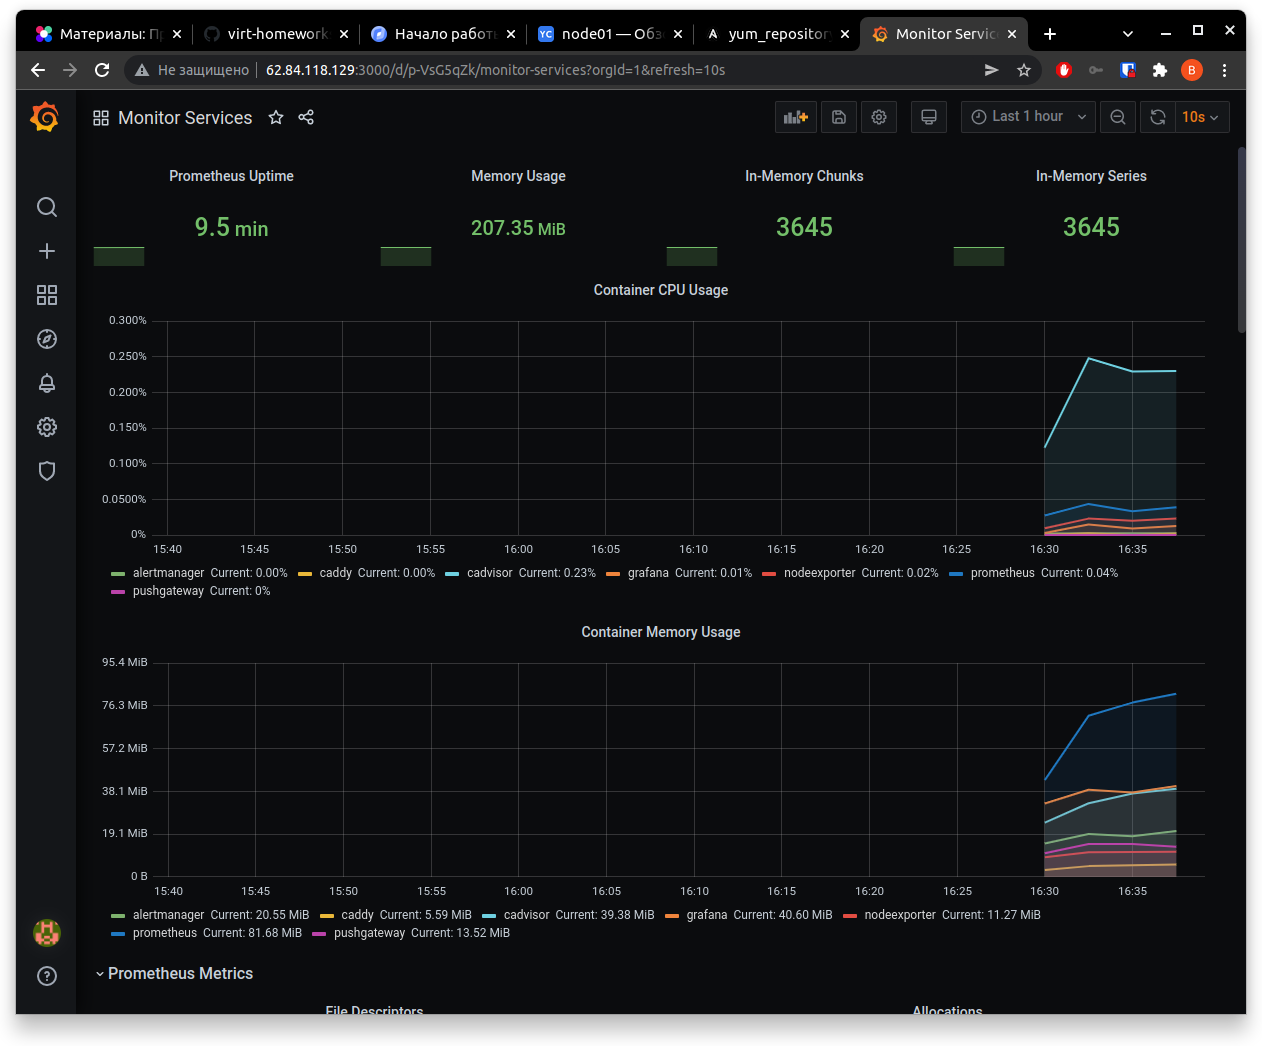 Материалы: П
virt-homework
Начало работы
YC node01 — Обз
A yum_repository
Monitor Servic
Не защищено 62.84.118.129:3000/d/p-VsG5qZk/monitor-services?orgId=1&refresh=10s
B
Monitor Services
Last 1 hour
10s
Prometheus Uptime
Memory Usage
In-Memory Chunks
In-Memory Series
9.5 min
207.35 MiB
3645
3645
Container CPU Usage
0.300%
0.250%
0.200%
0.150%
0.100%
0.0500%
0%
15:40 15:45 15:50 15:55 16:00 16:05 16:10 16:15 16:20 16:25 16:30 16:35
alertmanager Current: 0.00% caddy Current: 0.00% cadvisor Current: 0.23% grafana Current: 0.01% nodeexporter Current: 0.02% prometheus Current: 0.04%
pushgateway Current: 0%
Container Memory Usage
95.4 MiB
76.3 MiB
57.2 MiB
38.1 MiB
19.1 MiB
0 B
15:40 15:45 15:50 15:55 16:00 16:05 16:10 16:15 16:20 16:25 16:30 16:35
alertmanager Current: 20.55 MiB caddy Current: 5.59 MiB cadvisor Current: 39.38 MiB grafana Current: 40.60 MiB nodeexporter Current: 11.27 MiB
prometheus Current: 81.68 MiB pushgateway Current: 13.52 MiB
Prometheus Metrics
File Descriptors
Allocations